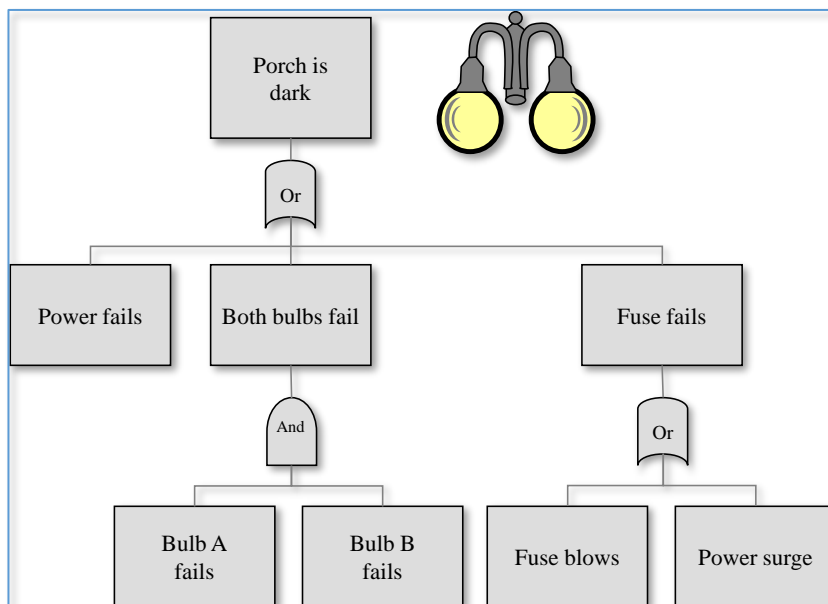 Porch is
dark
Or
Power fails
Both bulbs fail
Fuse fails
And
Or
Bulb A
fails
Bulb B
fails
Fuse blows
Power surge